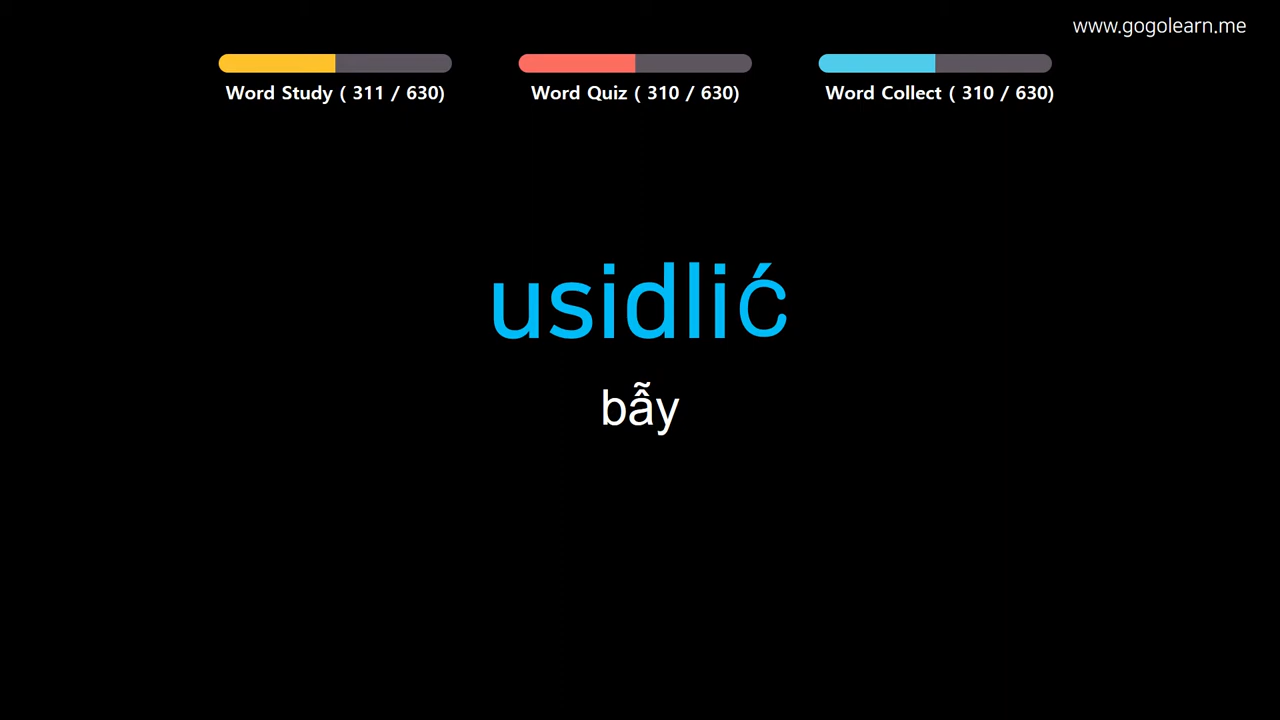 www.gogolearn.me
Word Study ( 311 / 630)
Word Quiz ( 310 / 630)
Word Collect ( 310 / 630)
usidlić
bẫy